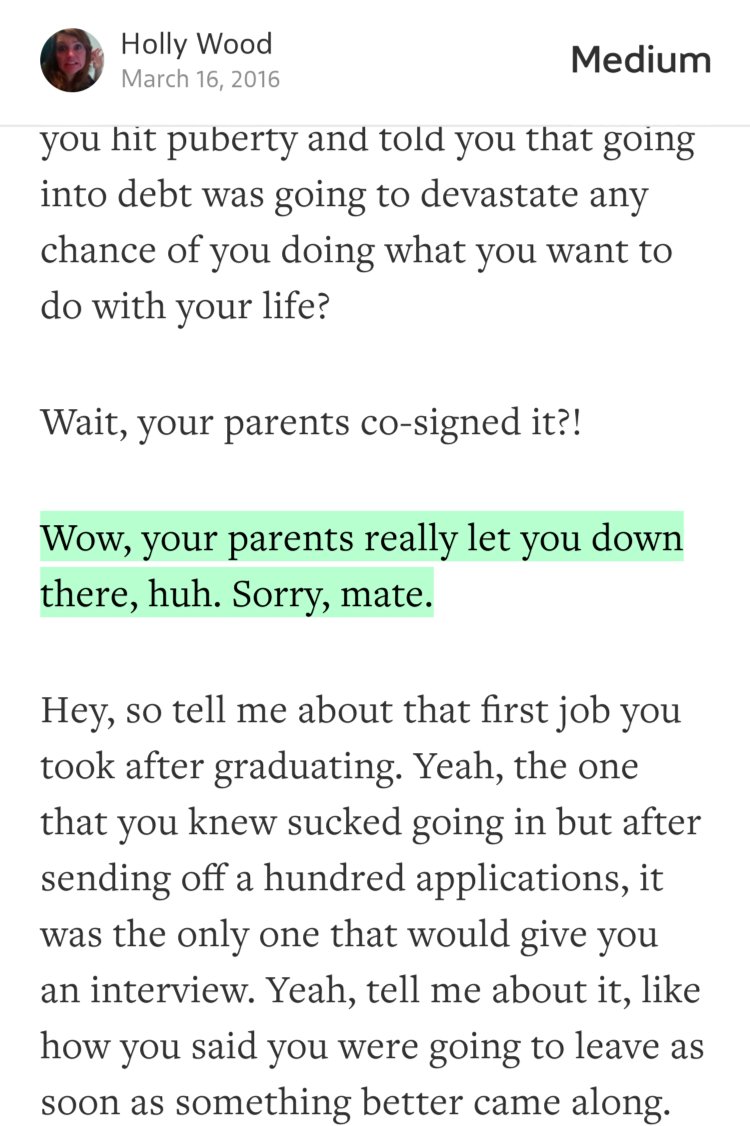 Holly Wood
Medium
March 16, 2016
you hit puberty and told you that going
into debt was going to devastate any
chance of you doing what you want to
do with your life?
Wait, your parents co-signed it?!
Wow, your parents really let you down
there, huh. Sorry, mate.
Hey, so tell me about that first job you
took after graduating. Yeah, the one
that you knew sucked going in but after
sending off a hundred applications, it
was the only one that would give you
an interview. Yeah, tell me about it, like
how you said you were going to leave as
soon as something better came along.